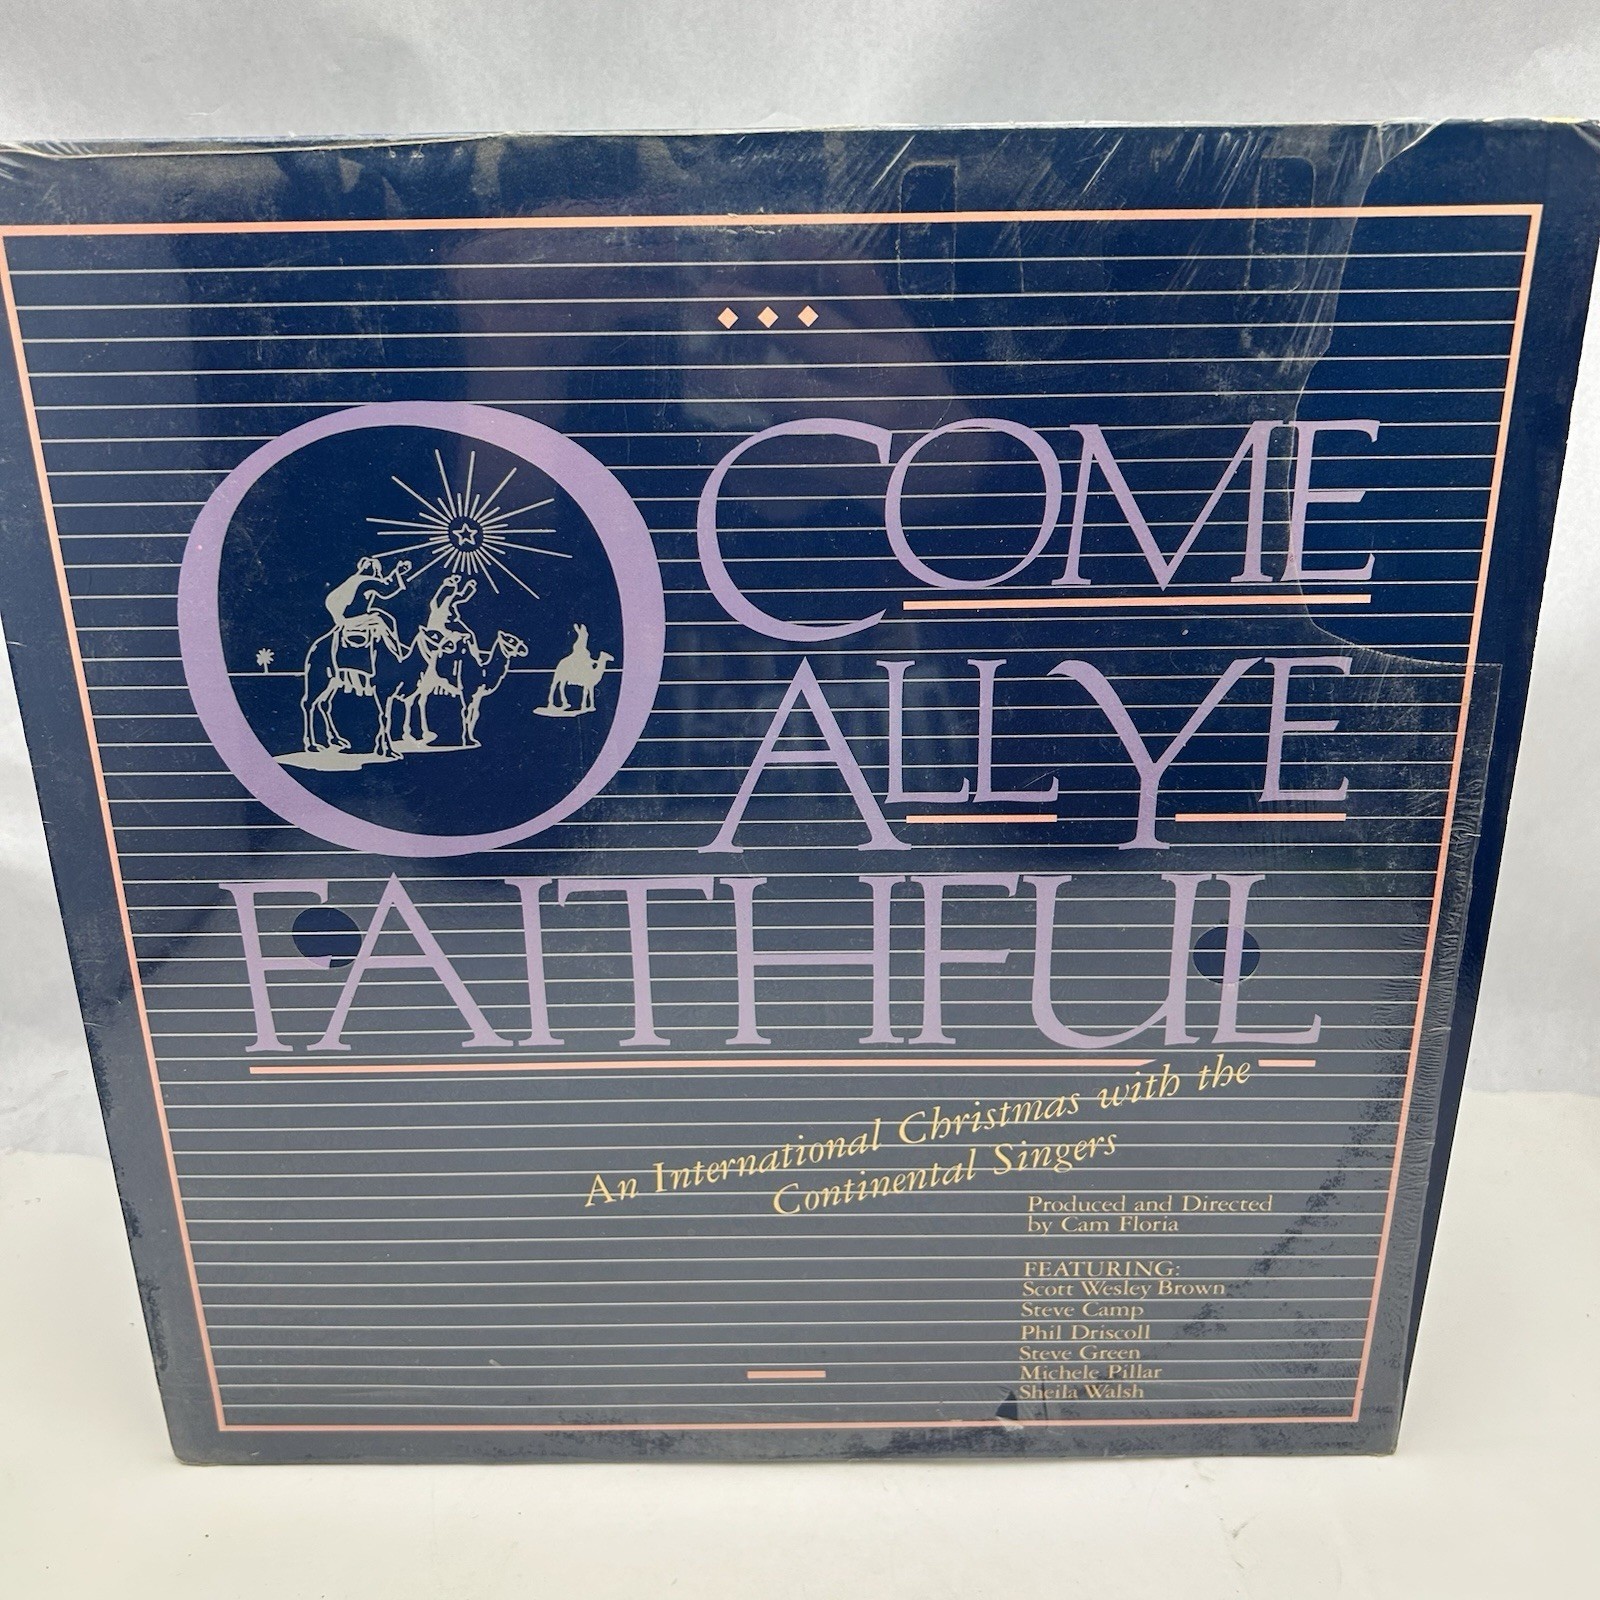 O COME
ALL YE
FAITHFUL
An International Christmas with the
Continental Singers
Produced and Directed
by Cam Floria
FEATURING:
Scott Wesley Brown
Steve Camp
Phil Driscoll
Steve Green
Michele Pillar
Sheila Walsh